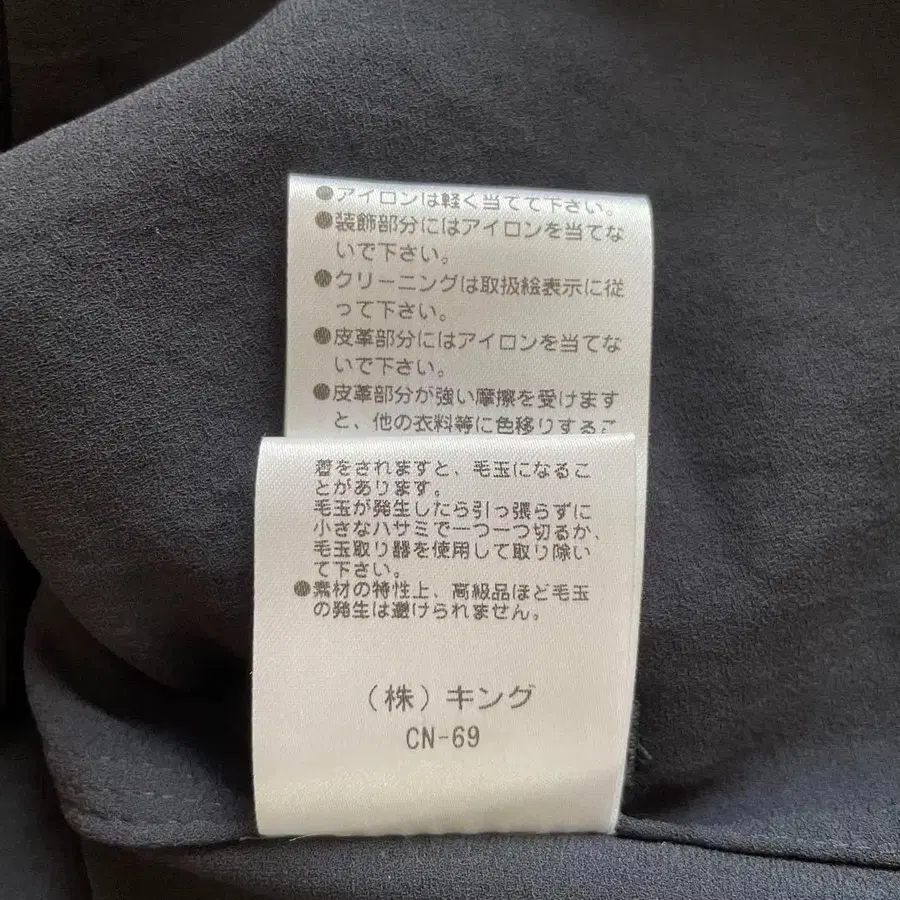 ●アイロンは軽く当てて下さい。
●装飾部分にはアイロンを当てな
いで下さい。
●クリーニングは取扱絵表示に従
って下さい。
●皮革部分にはアイロンを当てな
いで下さい。
●皮革部分が強い摩擦を受けます
と、他の衣料等に色移りするこ
着をされますと、毛玉になるこ
とがあります。
毛玉が発生したら引っ張らずに
小さなハサミで一つ一つ切るか、
毛玉取り器を使用して取り除い
て下さい。
●素材の特性上、高級品ほど毛玉
の発生は避けられません。
(株)キング
CN-69